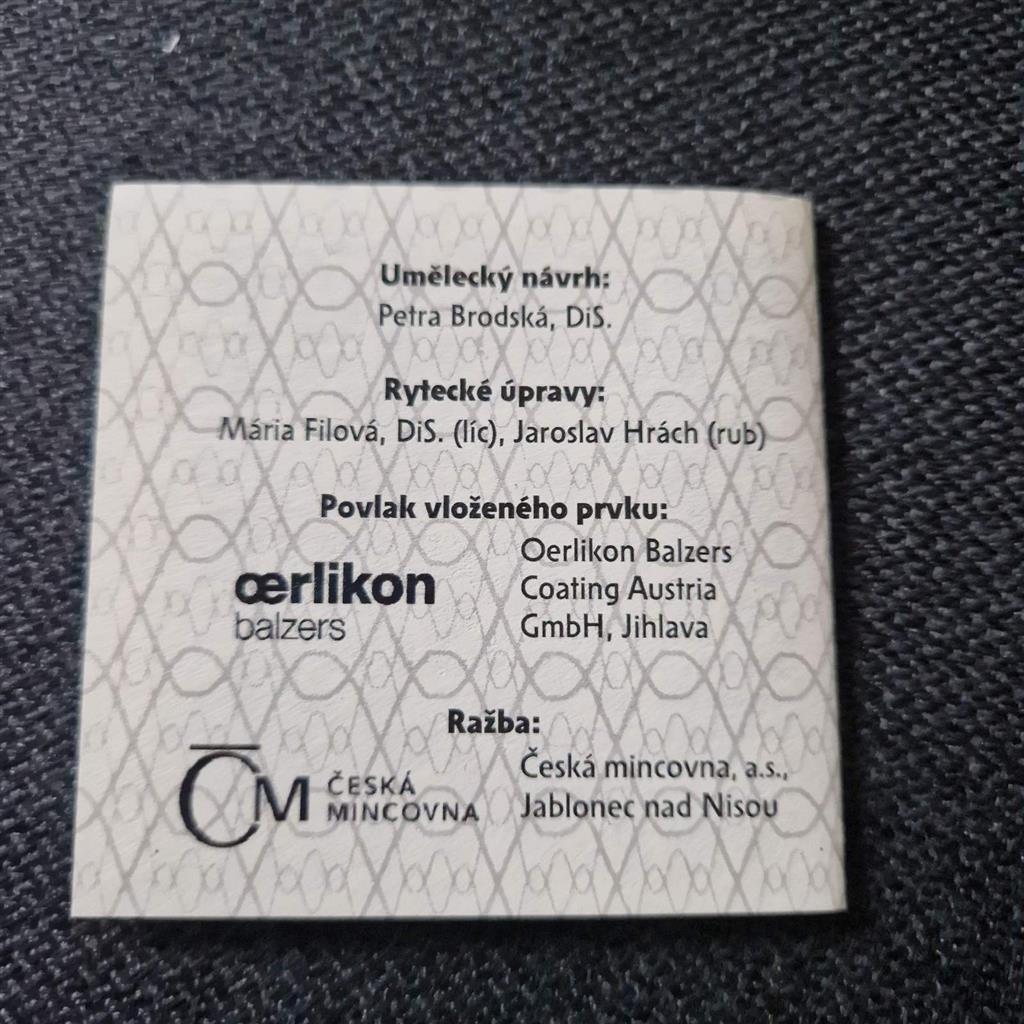 Umělecký návrh:
Petra Brodská, DiS.
Rytecké úpravy:
Mária Filová, DiS. (líc), Jaroslav Hrách (rub)
Povlak vloženého prvku:
œrlikon
balzers
Oerlikon Balzers
Coating Austria
GmbH, Jihlava
Ražba:
ČM ČESKÁ
MINCOVNA
Česká mincovna, a.s.,
Jablonec nad Nisou